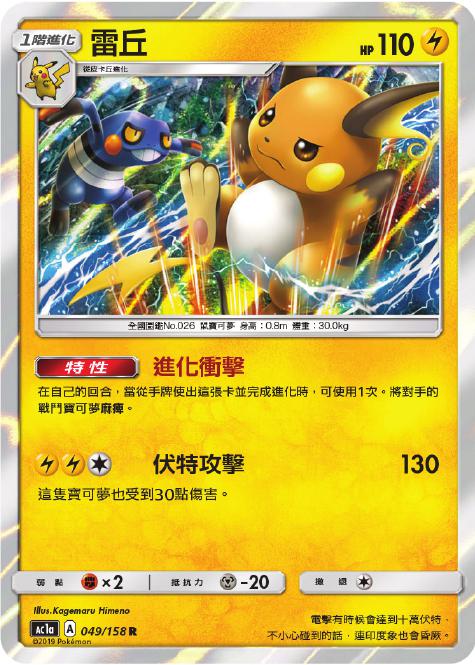 1階進化
雷丘
HP 110
從皮卡丘進化
全國圖鑑No.026 鼠寶可夢 身高：0.8m 體重：30.0kg
特性 進化衝擊
在自己的回合，當從手牌使出這張卡並完成進化時，可使用1次。將對手的
戰鬥寶可夢麻痺。
伏特攻擊 130
這隻寶可夢也受到30點傷害。
弱點 ×2 抵抗力 -20 撤退
Illus.Kagemaru Himeno
AC1a A 049/158 R
©2019 Pokémon
電擊有時候會達到十萬伏特，
不小心碰到的話，連印度象也會昏厥。